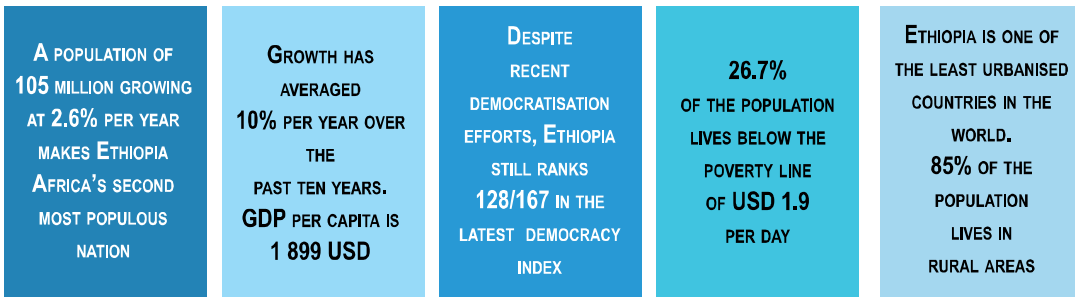 A POPULATION OF
105 MILLION GROWING
AT 2.6% PER YEAR
MAKES ETHIOPIA
AFRICA'S SECOND
MOST POPULOUS
NATION
GROWTH HAS
AVERAGED
10% PER YEAR OVER
THE
PAST TEN YEARS.
GDP PER CAPITA IS
1 899 USD
DESPITE
RECENT
DEMOCRATISATION
EFFORTS, ETHIOPIA
STILL RANKS
128/167 IN THE
LATEST DEMOCRACY
INDEX
26.7%
OF THE POPULATION
LIVES BELOW THE
POVERTY LINE
OF USD 1.9
PER DAY
ETHIOPIA IS ONE OF
THE LEAST URBANISED
COUNTRIES IN THE
WORLD.
85% OF THE
POPULATION
LIVES IN
RURAL AREAS